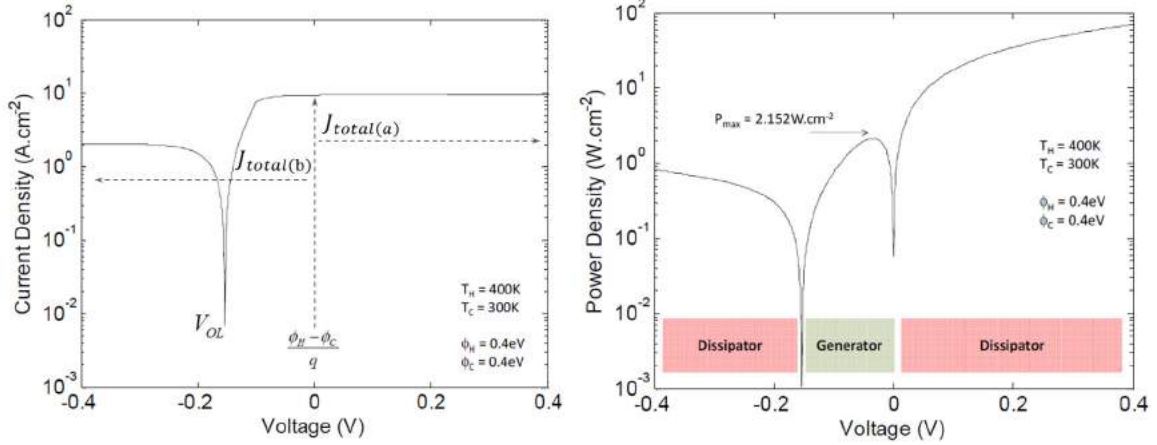 10²
10¹
10⁰
10⁻¹
10⁻²
10⁻³
Current Density (A.cm⁻²)
J_total(a)
J_total(b)
V_OL
(ϕ_H − ϕ_C)/q
T_H = 400K
T_C = 300K
ϕ_H = 0.4eV
ϕ_C = 0.4eV
-0.4 -0.2 0 0.2 0.4
Voltage (V)
10²
10¹
10⁰
10⁻¹
10⁻²
10⁻³
Power Density (W.cm⁻²)
P_max = 2.152W.cm⁻²
T_H = 400K
T_C = 300K
ϕ_H = 0.4eV
ϕ_C = 0.4eV
Dissipator Generator Dissipator
-0.4 -0.2 0 0.2 0.4
Voltage (V)